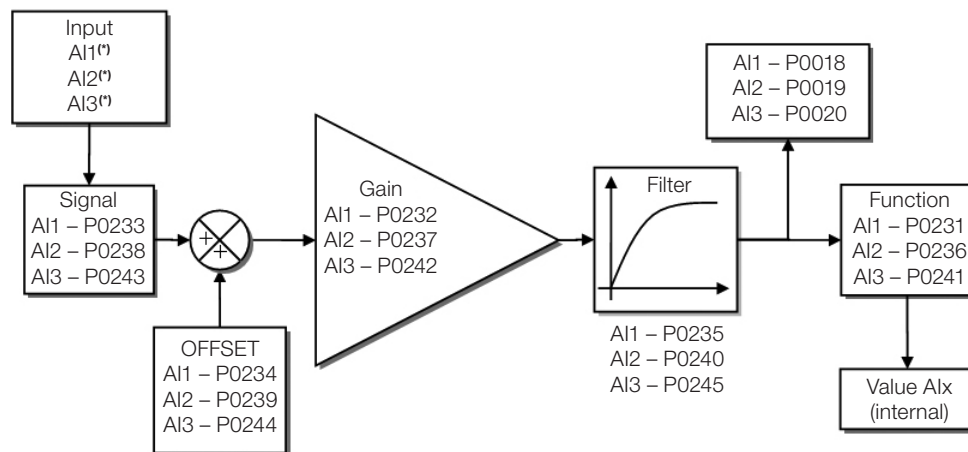 Input
AI1(*)
AI2(*)
AI3(*)
Signal
AI1 – P0233
AI2 – P0238
AI3 – P0243
+
+
OFFSET
AI1 – P0234
AI2 – P0239
AI3 – P0244
Gain
AI1 – P0232
AI2 – P0237
AI3 – P0242
Filter
AI1 – P0235
AI2 – P0240
AI3 – P0245
AI1 – P0018
AI2 – P0019
AI3 – P0020
Function
AI1 – P0231
AI2 – P0236
AI3 – P0241
Value AIx
(internal)